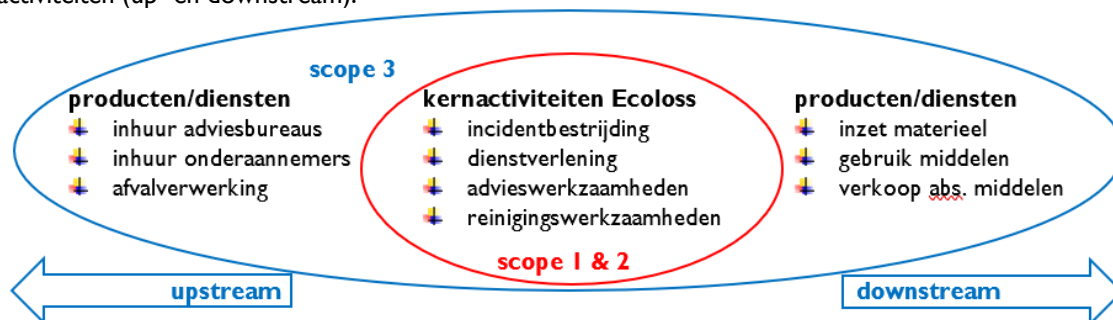 activiteiten (up- en downstream).
scope 3
producten/diensten
inhuur adviesbureaus
inhuur onderaannemers
afvalverwerking
kernactiviteiten Ecoloss
incidentbestrijding
dienstverlening
advieswerkzaamheden
reinigingswerkzaamheden
scope 1 & 2
producten/diensten
inzet materieel
gebruik middelen
verkoop abs. middelen
upstream
downstream